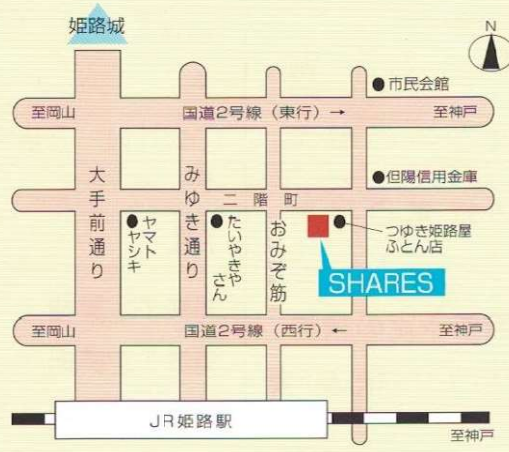 姫路城
N
市民会館
至岡山
国道2号線（東行）→
至神戸
但陽信用金庫
二階町
大手前通り
ヤマト
ヤシキ
みゆき通り
たいやきや
さん
おみぞ筋
つゆき姫路屋
ふとん店
SHARES
至岡山
国道2号線（西行）←
至神戸
JR姫路駅
至神戸